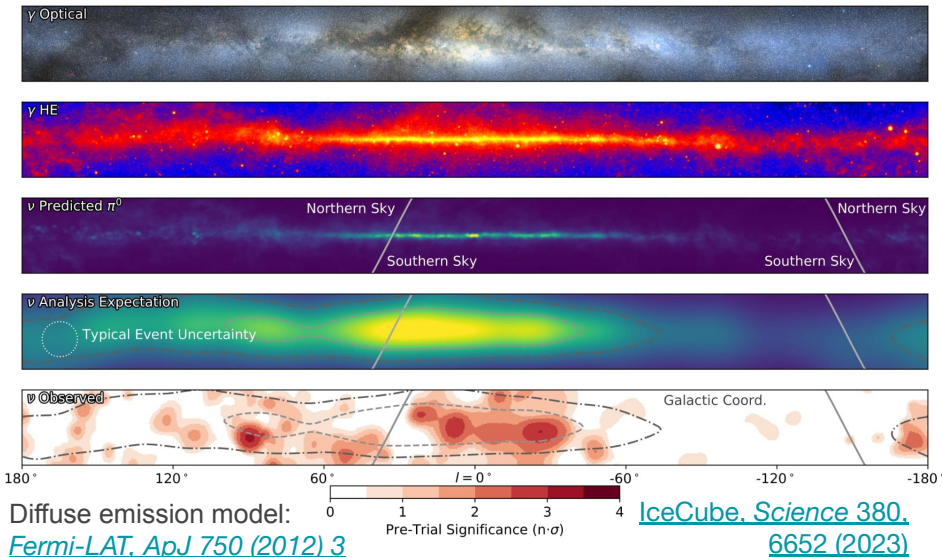 γ Optical
γ HE
ν Predicted π⁰
Northern Sky
Northern Sky
Southern Sky
Southern Sky
ν Analysis Expectation
Typical Event Uncertainty
ν Observed
Galactic Coord.
180° 120° 60° l = 0° -60° -120° -180°
0 1 2 3 4
Pre-Trial Significance (n·σ)
Diffuse emission model:
Fermi-LAT, ApJ 750 (2012) 3
IceCube, Science 380,
6652 (2023)